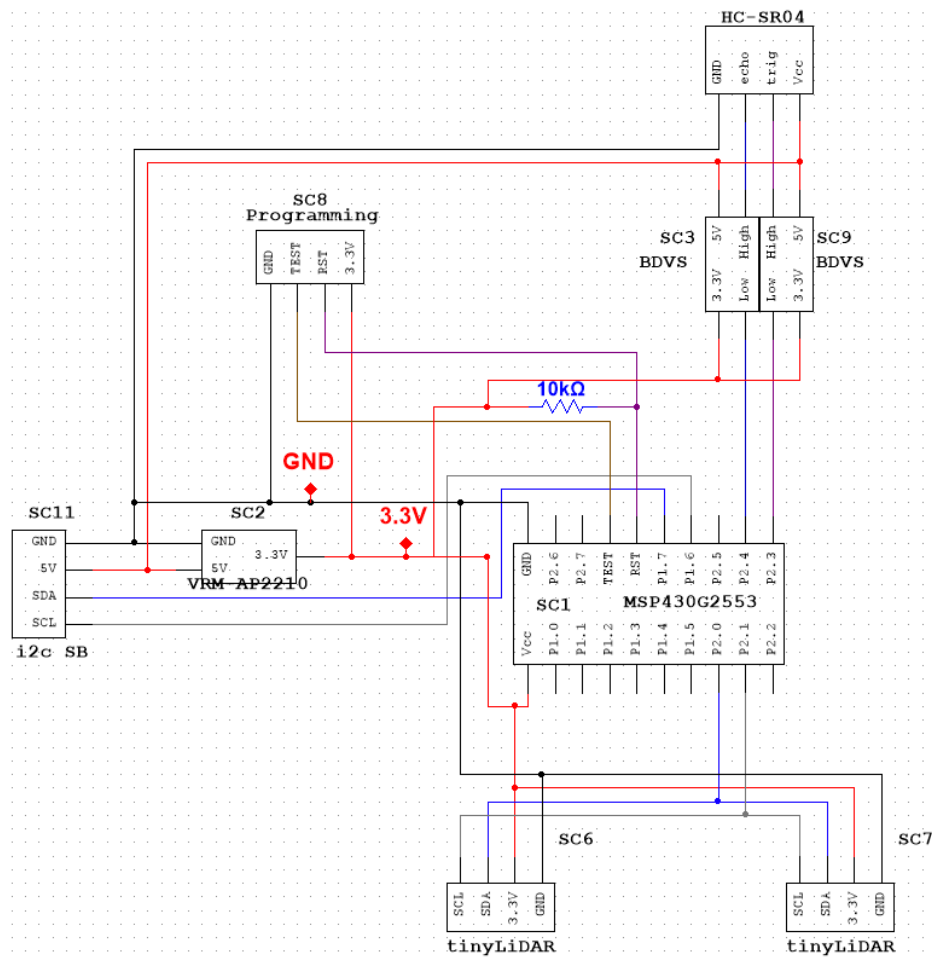 HC-SR04
GND
echo
trig
Vcc
SC3
BDVS
5V
High
High
5V
3.3V
Low
Low
3.3V
SC9
BDVS
SC8
Programming
GND
TEST
RST
3.3V
10kΩ
GND
3.3V
SC11
GND
5V
SDA
SCL
i2c SB
SC2
GND
3.3V
5V
VRM-AP2210
GND
P2.6
P2.7
TEST
RST
P1.7
P1.6
P2.5
P2.4
P2.3
SC1
MSP430G2553
Vcc
P1.0
P1.1
P1.2
P1.3
P1.4
P1.5
P2.0
P2.1
P2.2
SC6
SCL
SDA
3.3V
GND
tinyLiDAR
SC7
SCL
SDA
3.3V
GND
tinyLiDAR